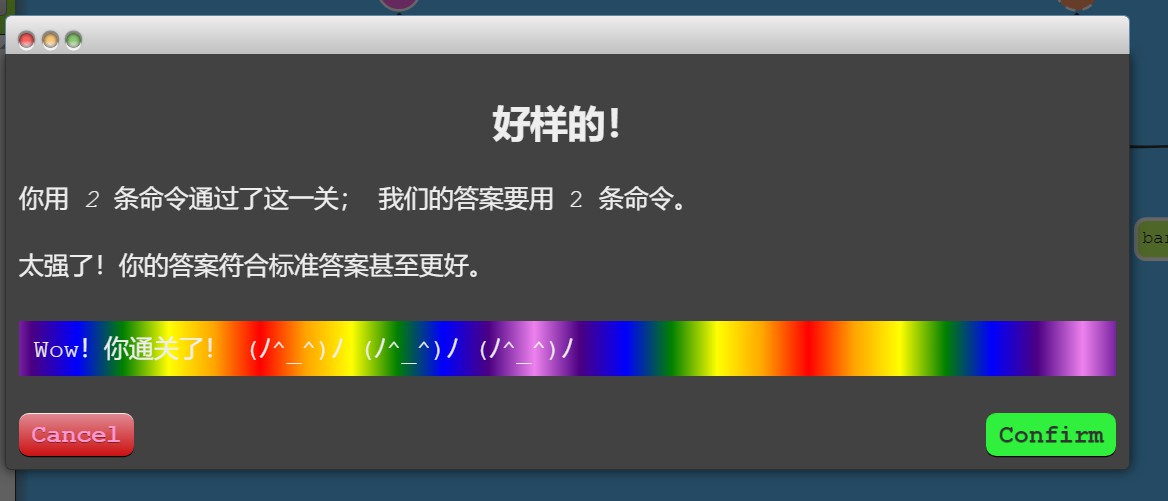 好样的！
你用 2 条命令通过了这一关； 我们的答案要用 2 条命令。
太强了！你的答案符合标准答案甚至更好。
Wow！你通关了！ (ﾉ^_^)ﾉ (ﾉ^_^)ﾉ (ﾉ^_^)ﾉ
Cancel
Confirm